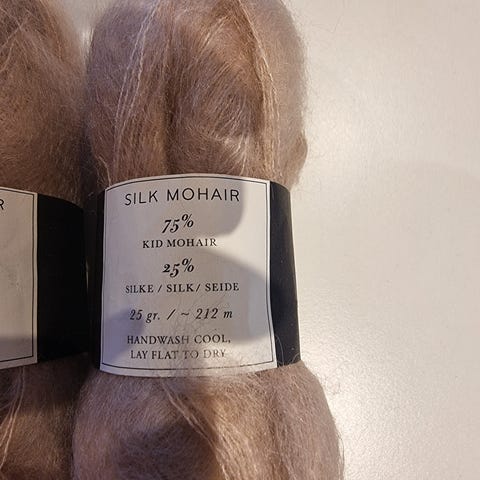 R
SILK MOHAIR
75%
KID MOHAIR
25%
SILKE / SILK/ SEIDE
25 gr. / ~ 212 m
HANDWASH COOL,
LAY FLAT TO DRY